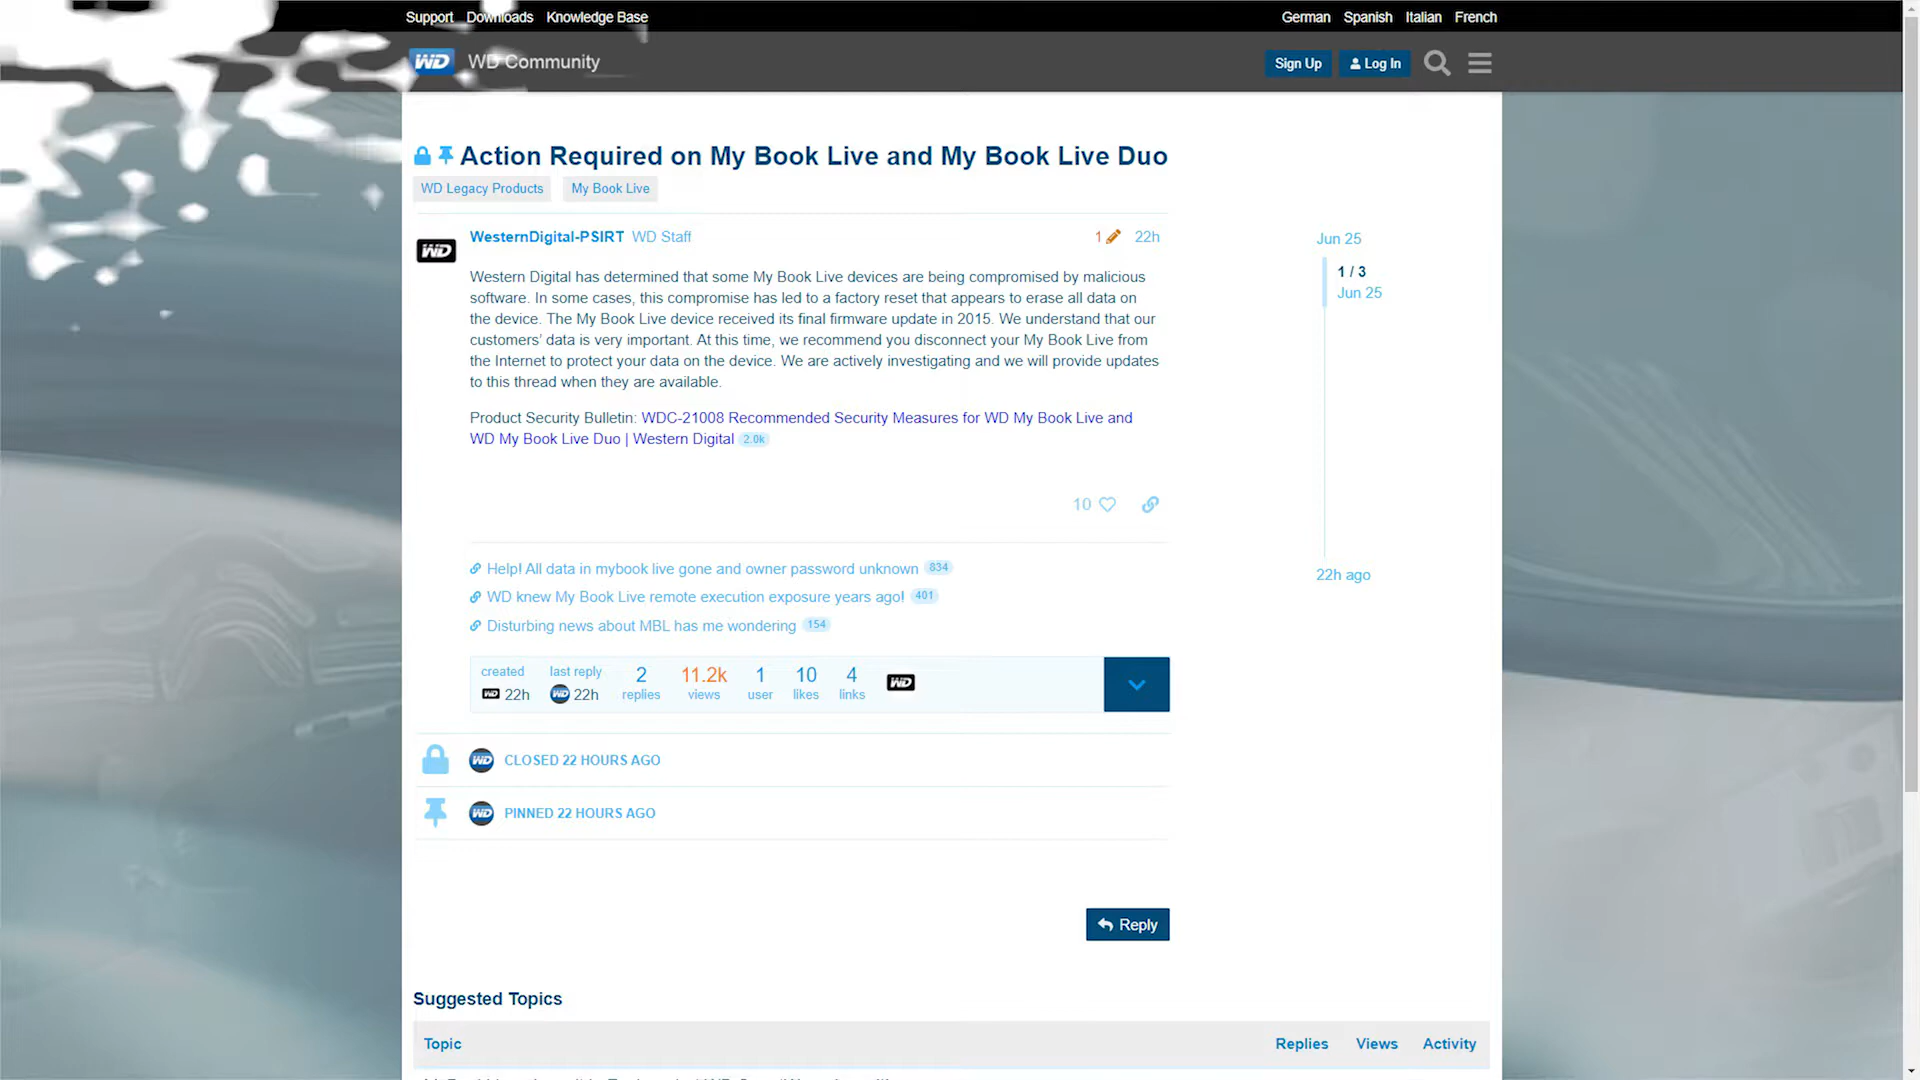 Support Downloads Knowledge Base German Spanish Italian French
WD WD Community Sign Up Log In
Action Required on My Book Live and My Book Live Duo
WD Legacy Products My Book Live
WD WesternDigital-PSIRT WD Staff 1 22h
Western Digital has determined that some My Book Live devices are being compromised by malicious
software. In some cases, this compromise has led to a factory reset that appears to erase all data on
the device. The My Book Live device received its final firmware update in 2015. We understand that our
customers’ data is very important. At this time, we recommend you disconnect your My Book Live from
the Internet to protect your data on the device. We are actively investigating and we will provide updates
to this thread when they are available.
Product Security Bulletin: WDC-21008 Recommended Security Measures for WD My Book Live and
WD My Book Live Duo | Western Digital 2.0k
10
Jun 25
1 / 3
Jun 25
22h ago
Help! All data in mybook live gone and owner password unknown 834
WD knew My Book Live remote execution exposure years ago! 401
Disturbing news about MBL has me wondering 154
created last reply 2 11.2k 1 10 4 WD
WD 22h WD 22h replies views user likes links
WD CLOSED 22 HOURS AGO
WD PINNED 22 HOURS AGO
Reply
Suggested Topics
Topic Replies Views Activity